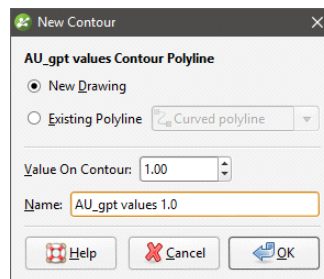 New Contour
AU_gpt values Contour Polyline
New Drawing
Existing Polyline Curved polyline
Value On Contour: 1.00
Name: AU_gpt values 1.0
Help Cancel OK